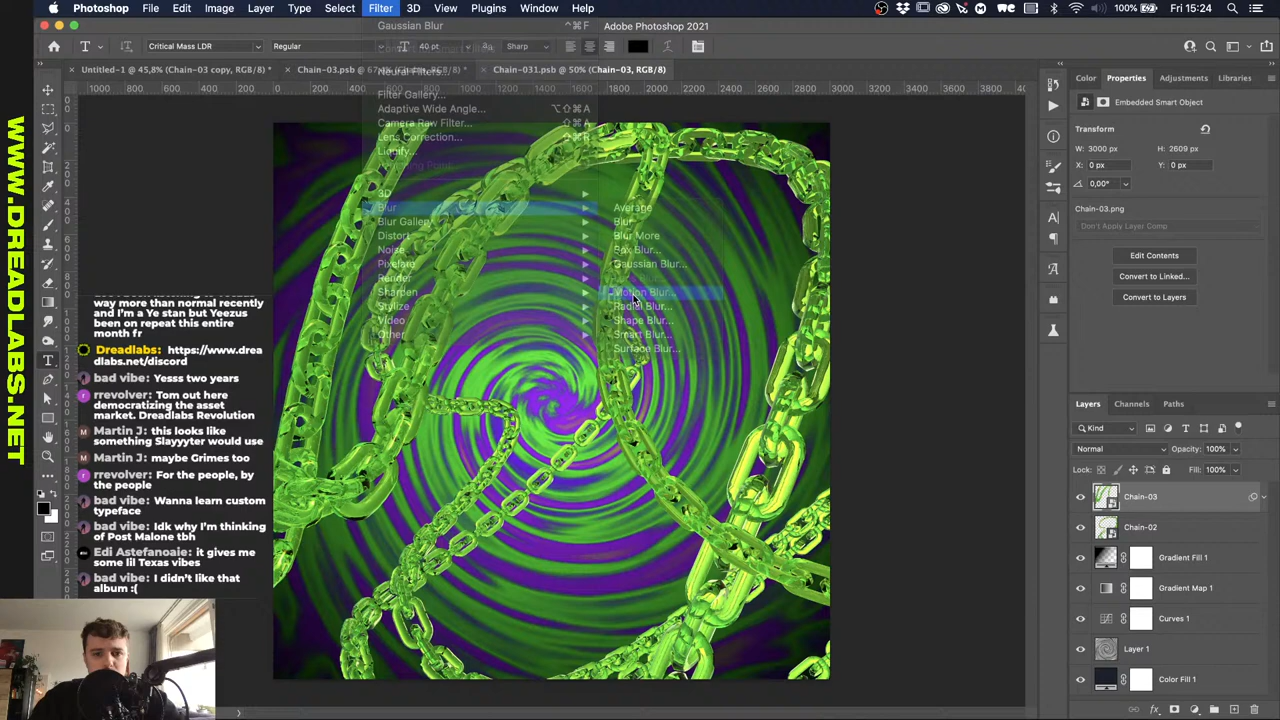 Photoshop File Edit Image Layer Type Select Filter 3D View Plugins Window Help 100% Fri 15:24
Gaussian Blur ⌃⌘F
Adobe Photoshop 2021
Critical Mass LDR Regular 40 pt Sharp
Untitled-1 @ 45,8% (Chain-03 copy, RGB/8) *
Chain-031.psb @ 50% (Chain-03, RGB/8)
Neural Filters...
Filter Gallery...
Adaptive Wide Angle... ⌥⇧⌘A
Camera Raw Filter... ⇧⌘A
Lens Correction... ⇧⌘R
Liquify...
3D
Blur
Blur Gallery
Distort
Noise
Pixelate
Render
Sharpen
Stylize
Video
Other
Average
Blur
Blur More
Box Blur...
Gaussian Blur...
Motion Blur...
Radial Blur...
Shape Blur...
Smart Blur...
Surface Blur...
WWW.DREADLABS.NET
way more than normal recently
and I'm a Ye stan but Yeezus
been on repeat this entire
month fr
Dreadlabs: https://www.drea
dlabs.net/discord
bad vibe: Yesss two years
rrevolver: Tom out here
democratizing the asset
market. Dreadlabs Revolution
Martin J: this looks like
something Slayyyter would use
Martin J: maybe Grimes too
rrevolver: For the people, by
the people
bad vibe: Wanna learn custom
typeface
bad vibe: Idk why I'm thinking
of Post Malone tbh
Edi Astefanoaie: it gives me
some lil Texas vibes
bad vibe: I didn't like that
album :(
Color Properties Adjustments Libraries
Embedded Smart Object
Transform
W: 3000 px H: 2609 px
X: 0 px Y: 0 px
0,00°
Chain-03.png
Don't Apply Layer Comp
Edit Contents
Convert to Linked...
Convert to Layers
Layers Channels Paths
Kind
Normal Opacity: 100%
Lock: Fill: 100%
Chain-03
Chain-02
Gradient Fill 1
Gradient Map 1
Curves 1
Layer 1
Color Fill 1